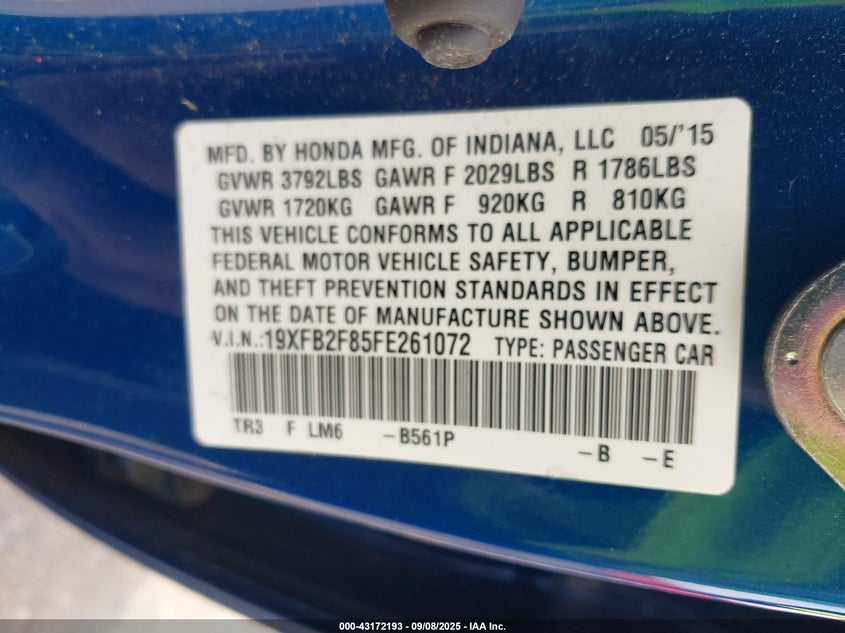 MFD. BY HONDA MFG. OF INDIANA, LLC 05/'15
GVWR 3792LBS GAWR F 2029LBS R 1786LBS
GVWR 1720KG GAWR F 920KG R 810KG
THIS VEHICLE CONFORMS TO ALL APPLICABLE
FEDERAL MOTOR VEHICLE SAFETY, BUMPER,
AND THEFT PREVENTION STANDARDS IN EFFECT
ON THE DATE OF MANUFACTURE SHOWN ABOVE.
V.I.N.:19XFB2F85FE261072 TYPE: PASSENGER CAR
TR3 F LM6 -B561P -B -E
000-43172193 - 09/08/2025 - IAA Inc.